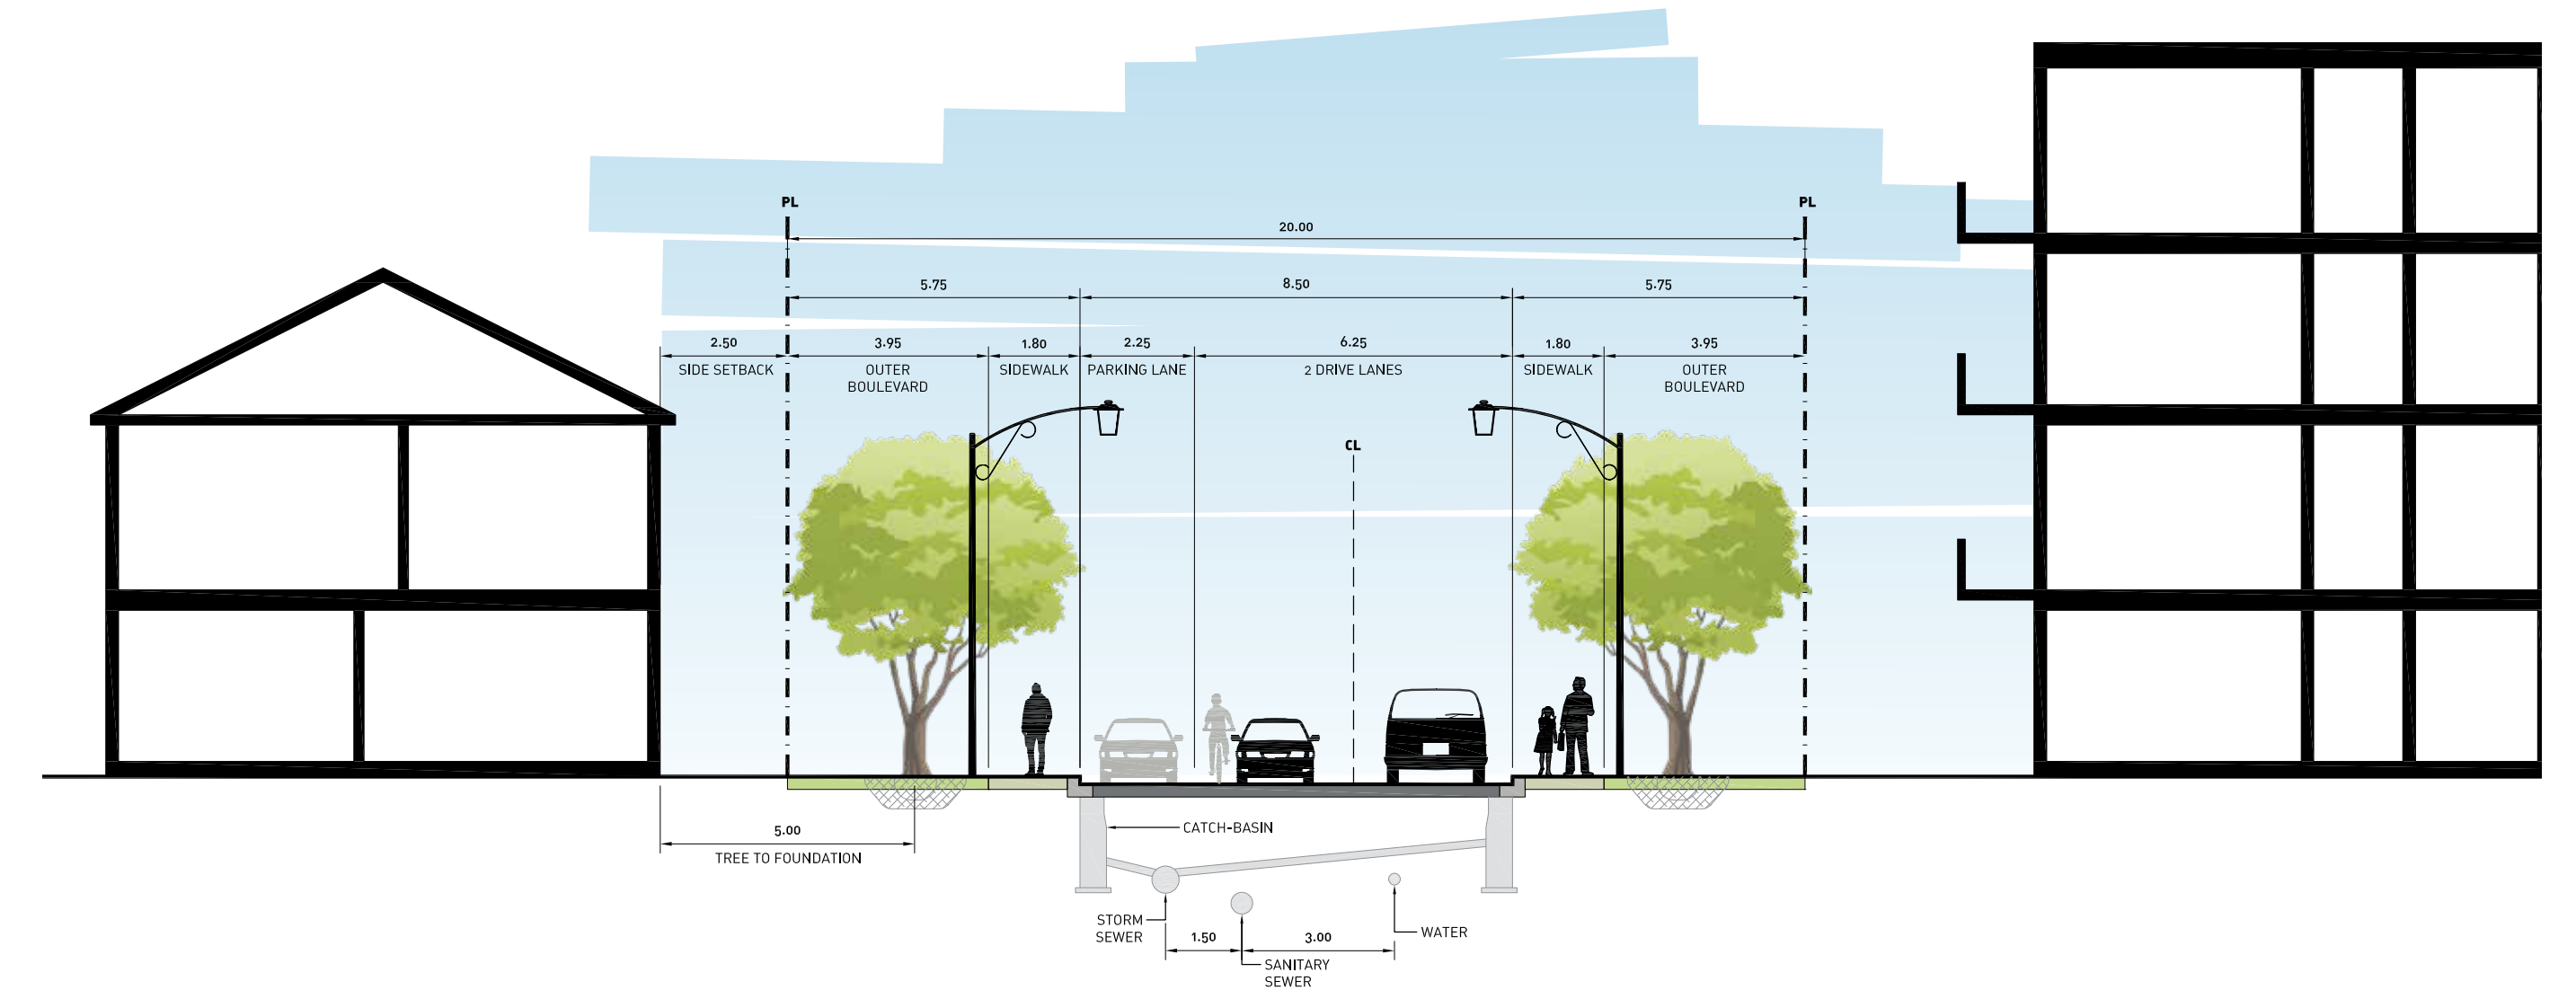 PL
PL
20.00
5.75
8.50
5.75
2.50
3.95
1.80
2.25
6.25
1.80
3.95
SIDE SETBACK
OUTER
BOULEVARD
SIDEWALK
PARKING LANE
2 DRIVE LANES
SIDEWALK
OUTER
BOULEVARD
CL
5.00
TREE TO FOUNDATION
CATCH-BASIN
STORM
SEWER
1.50
3.00
WATER
SANITARY
SEWER